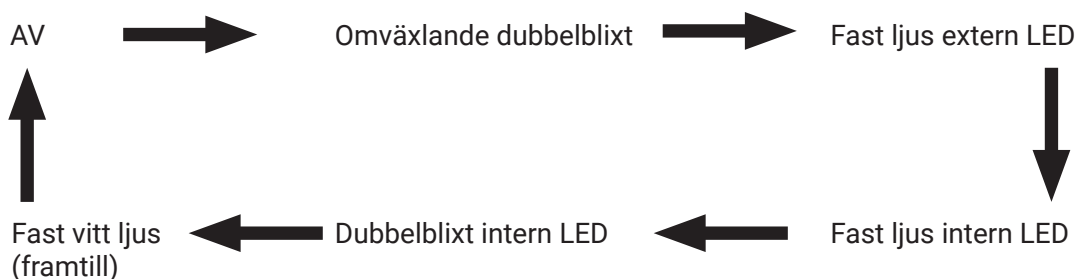 AV
Omväxlande dubbelblixt
Fast ljus extern LED
Fast ljus intern LED
Dubbelblixt intern LED
Fast vitt ljus
(framtill)